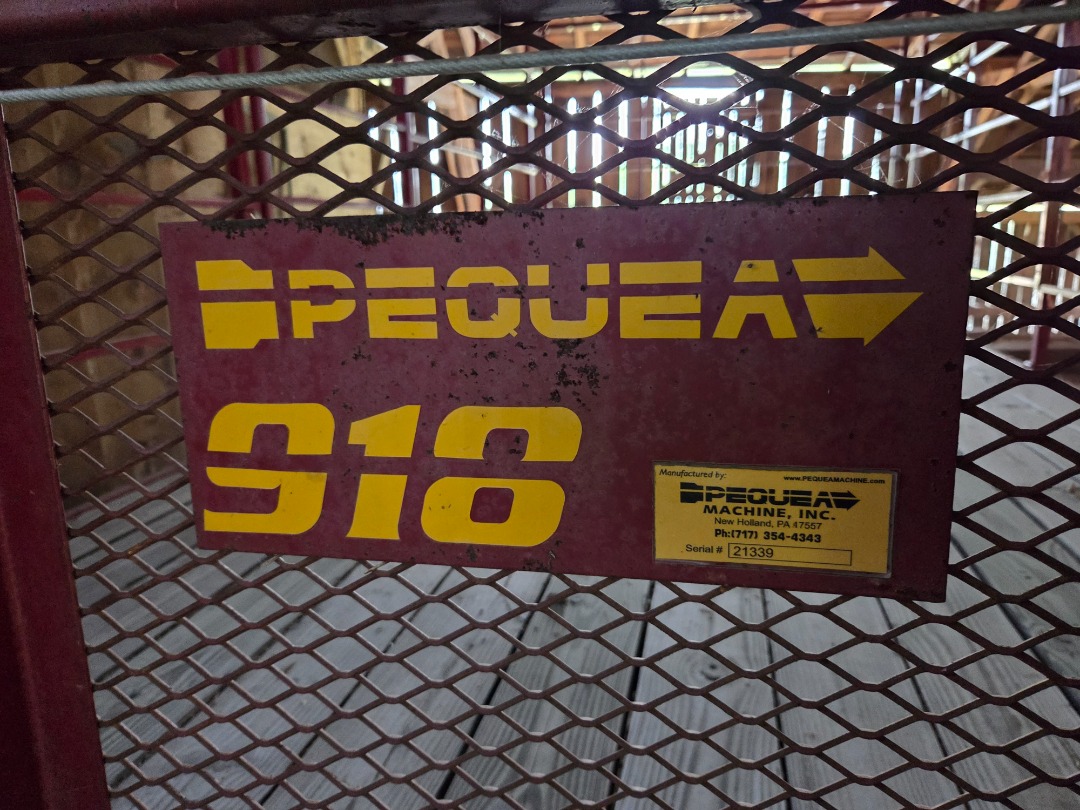 PEQUEA
918
Manufactured by:
www.PEQUEAMACHINE.com
PEQUEA
MACHINE, INC.
New Holland, PA 17557
Ph:(717) 354-4343
Serial # 21339